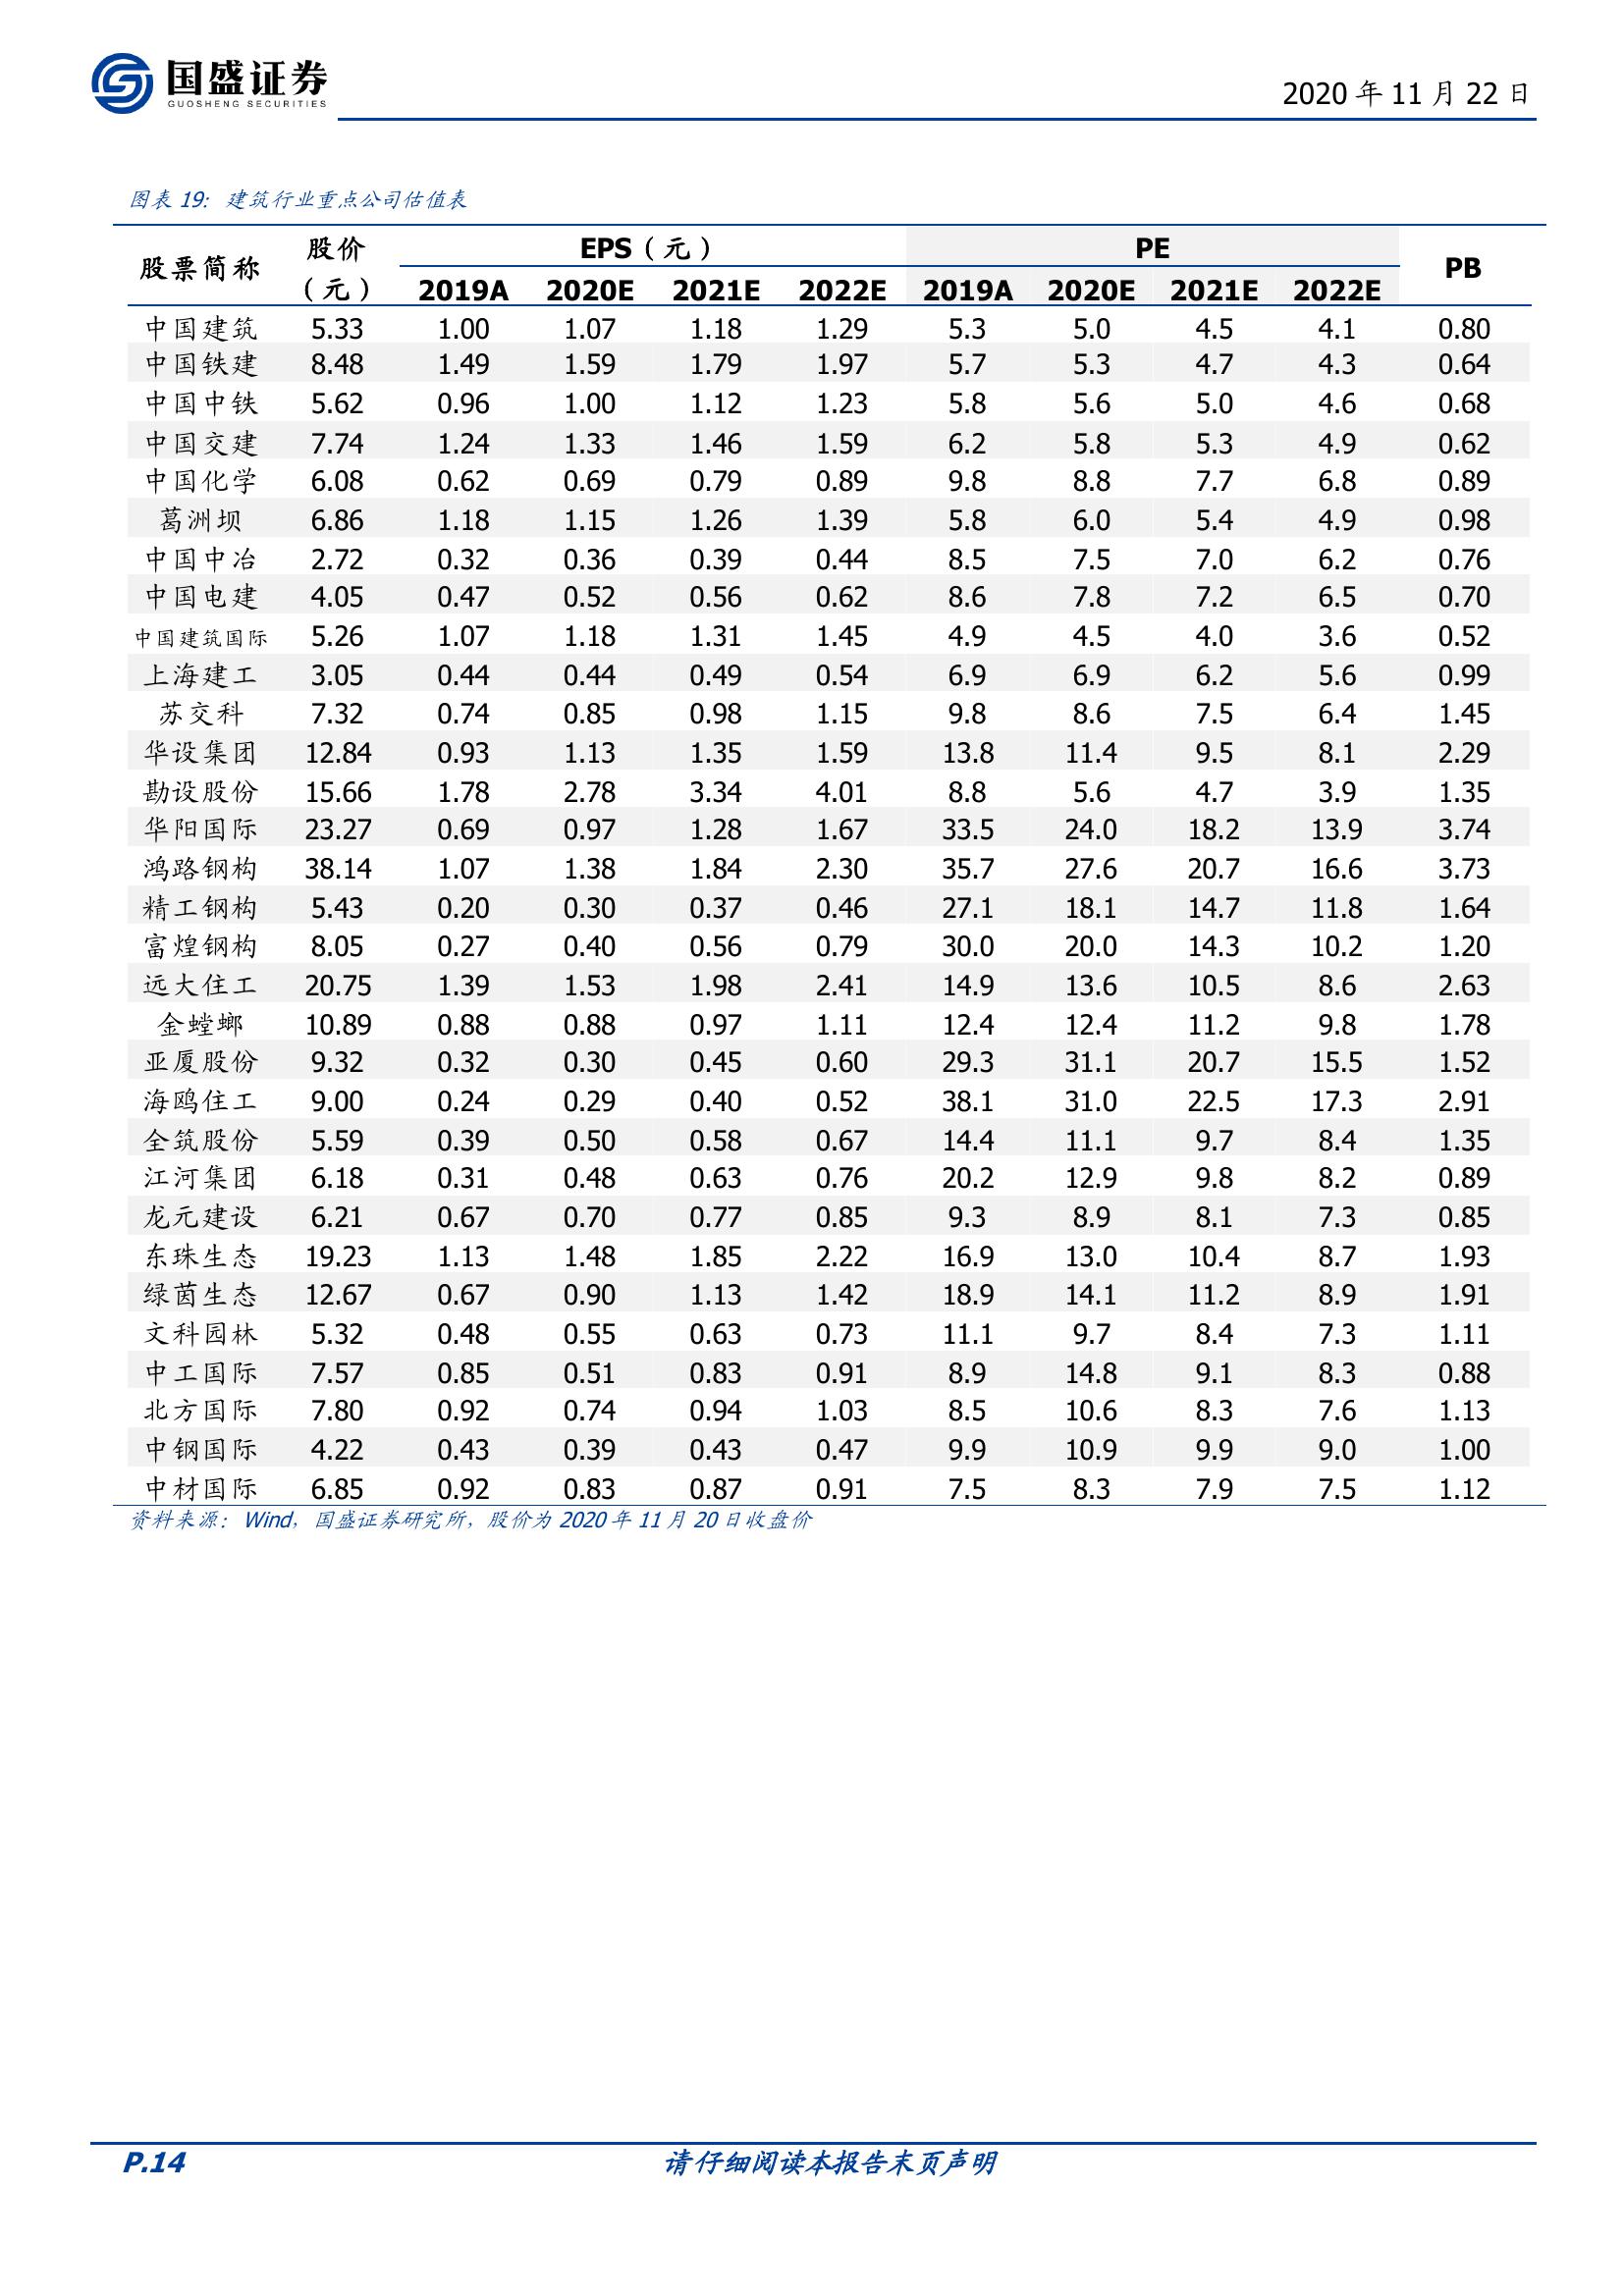 国盛证券
GUOSHENG SECURITIES
2020 年 11 月 22 日
图表 19: 建筑行业重点公司估值表
股票简称 股价（元） EPS（元） PE PB
2019A 2020E 2021E 2022E 2019A 2020E 2021E 2022E
中国建筑 5.33 1.00 1.07 1.18 1.29 5.3 5.0 4.5 4.1 0.80
中国铁建 8.48 1.49 1.59 1.79 1.97 5.7 5.3 4.7 4.3 0.64
中国中铁 5.62 0.96 1.00 1.12 1.23 5.8 5.6 5.0 4.6 0.68
中国交建 7.74 1.24 1.33 1.46 1.59 6.2 5.8 5.3 4.9 0.62
中国化学 6.08 0.62 0.69 0.79 0.89 9.8 8.8 7.7 6.8 0.89
葛洲坝 6.86 1.18 1.15 1.26 1.39 5.8 6.0 5.4 4.9 0.98
中国中冶 2.72 0.32 0.36 0.39 0.44 8.5 7.5 7.0 6.2 0.76
中国电建 4.05 0.47 0.52 0.56 0.62 8.6 7.8 7.2 6.5 0.70
中国建筑国际 5.26 1.07 1.18 1.31 1.45 4.9 4.5 4.0 3.6 0.52
上海建工 3.05 0.44 0.44 0.49 0.54 6.9 6.9 6.2 5.6 0.99
苏交科 7.32 0.74 0.85 0.98 1.15 9.8 8.6 7.5 6.4 1.45
华设集团 12.84 0.93 1.13 1.35 1.59 13.8 11.4 9.5 8.1 2.29
勘设股份 15.66 1.78 2.78 3.34 4.01 8.8 5.6 4.7 3.9 1.35
华阳国际 23.27 0.69 0.97 1.28 1.67 33.5 24.0 18.2 13.9 3.74
鸿路钢构 38.14 1.07 1.38 1.84 2.30 35.7 27.6 20.7 16.6 3.73
精工钢构 5.43 0.20 0.30 0.37 0.46 27.1 18.1 14.7 11.8 1.64
富煌钢构 8.05 0.27 0.40 0.56 0.79 30.0 20.0 14.3 10.2 1.20
远大住工 20.75 1.39 1.53 1.98 2.41 14.9 13.6 10.5 8.6 2.63
金螳螂 10.89 0.88 0.88 0.97 1.11 12.4 12.4 11.2 9.8 1.78
亚厦股份 9.32 0.32 0.30 0.45 0.60 29.3 31.1 20.7 15.5 1.52
海鸥住工 9.00 0.24 0.29 0.40 0.52 38.1 31.0 22.5 17.3 2.91
全筑股份 5.59 0.39 0.50 0.58 0.67 14.4 11.1 9.7 8.4 1.35
江河集团 6.18 0.31 0.48 0.63 0.76 20.2 12.9 9.8 8.2 0.89
龙元建设 6.21 0.67 0.70 0.77 0.85 9.3 8.9 8.1 7.3 0.85
东珠生态 19.23 1.13 1.48 1.85 2.22 16.9 13.0 10.4 8.7 1.93
绿茵生态 12.67 0.67 0.90 1.13 1.42 18.9 14.1 11.2 8.9 1.91
文科园林 5.32 0.48 0.55 0.63 0.73 11.1 9.7 8.4 7.3 1.11
中工国际 7.57 0.85 0.51 0.83 0.91 8.9 14.8 9.1 8.3 0.88
北方国际 7.80 0.92 0.74 0.94 1.03 8.5 10.6 8.3 7.6 1.13
中钢国际 4.22 0.43 0.39 0.43 0.47 9.9 10.9 9.9 9.0 1.00
中材国际 6.85 0.92 0.83 0.87 0.91 7.5 8.3 7.9 7.5 1.12
资料来源: Wind, 国盛证券研究所, 股价为 2020 年 11 月 20 日收盘价
P.14 请仔细阅读本报告末页声明